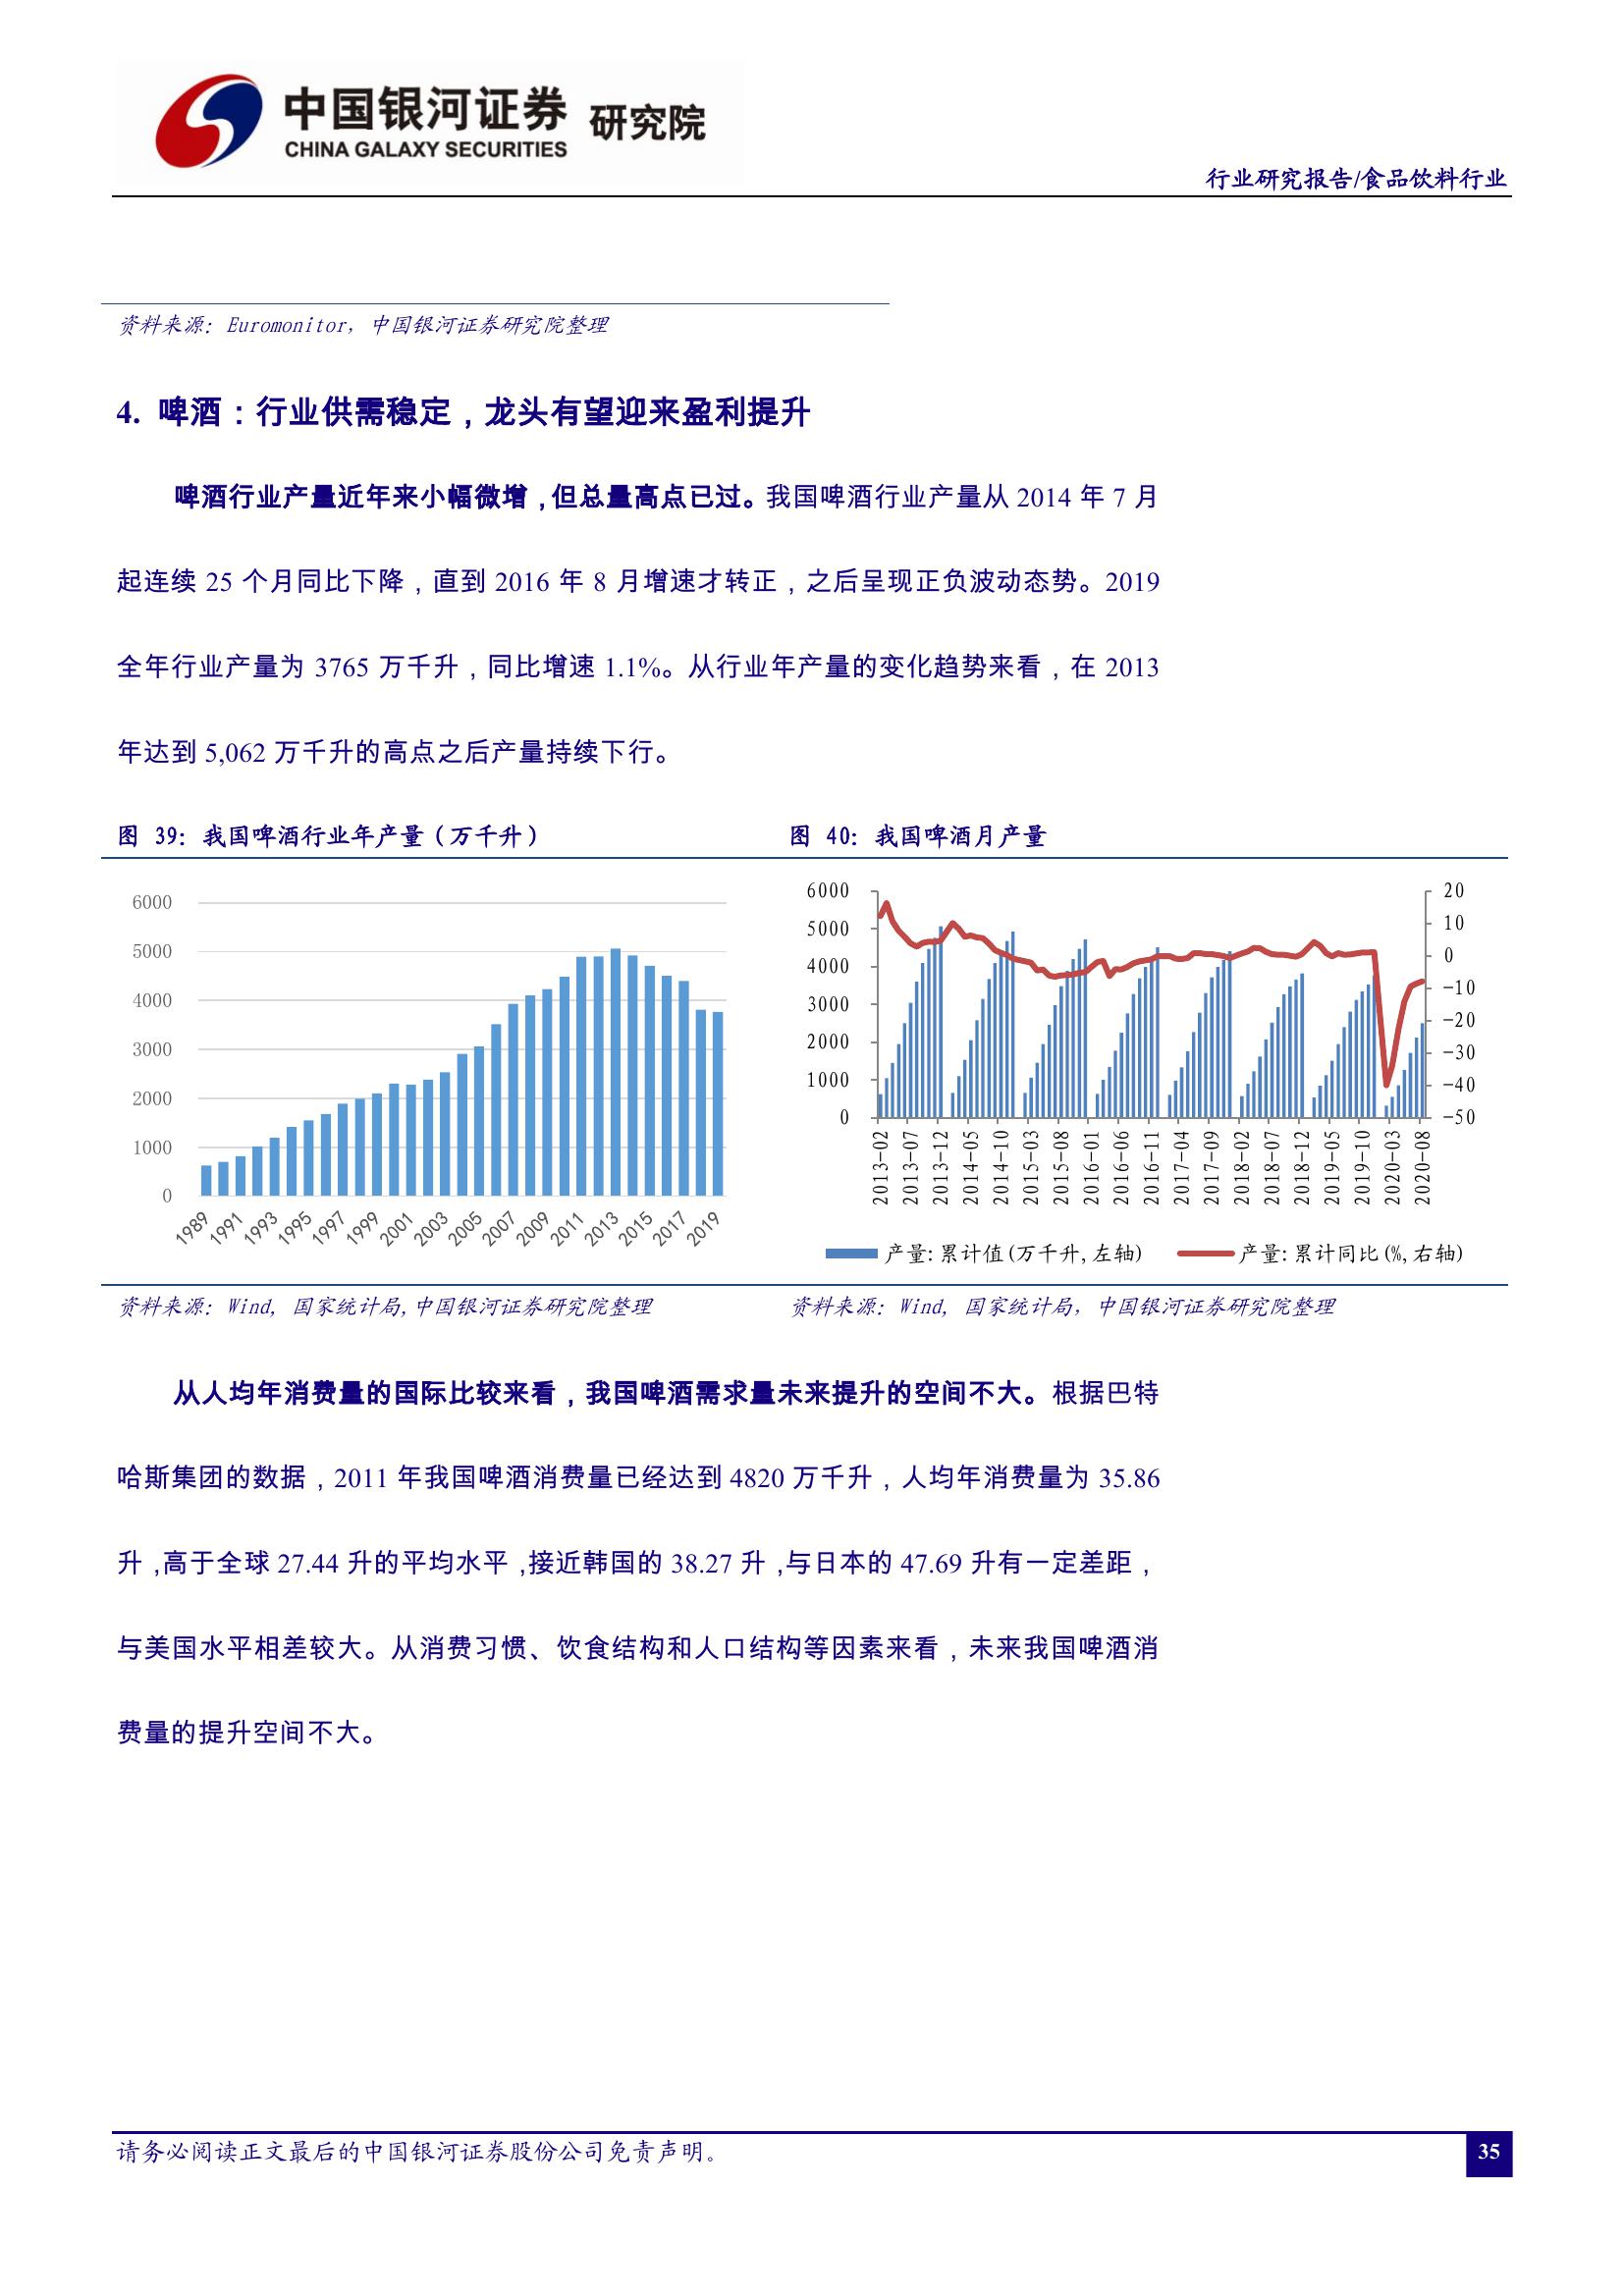 中国银河证券 研究院
CHINA GALAXY SECURITIES
行业研究报告/食品饮料行业
资料来源：Euromonitor，中国银河证券研究院整理
4. 啤酒：行业供需稳定，龙头有望迎来盈利提升
啤酒行业产量近年来小幅微增，但总量高点已过。我国啤酒行业产量从 2014 年 7 月
起连续 25 个月同比下降，直到 2016 年 8 月增速才转正，之后呈现正负波动态势。2019
全年行业产量为 3765 万千升，同比增速 1.1%。从行业年产量的变化趋势来看，在 2013
年达到 5,062 万千升的高点之后产量持续下行。
图 39：我国啤酒行业年产量（万千升）
6000
5000
4000
3000
2000
1000
0
1989 1991 1993 1995 1997 1999 2001 2003 2005 2007 2009 2011 2013 2015 2017 2019
图 40：我国啤酒月产量
6000
5000
4000
3000
2000
1000
0
20
10
0
-10
-20
-30
-40
-50
2013-02 2013-07 2013-12 2014-05 2014-10 2015-03 2015-08 2016-01 2016-06 2016-11 2017-04 2017-09 2018-02 2018-07 2018-12 2019-05 2019-10 2020-03 2020-08
产量:累计值(万千升,左轴) 产量:累计同比(%,右轴)
资料来源：Wind, 国家统计局,中国银河证券研究院整理
资料来源：Wind, 国家统计局，中国银河证券研究院整理
从人均年消费量的国际比较来看，我国啤酒需求量未来提升的空间不大。根据巴特
哈斯集团的数据，2011 年我国啤酒消费量已经达到 4820 万千升，人均年消费量为 35.86
升，高于全球 27.44 升的平均水平，接近韩国的 38.27 升，与日本的 47.69 升有一定差距，
与美国水平相差较大。从消费习惯、饮食结构和人口结构等因素来看，未来我国啤酒消
费量的提升空间不大。
请务必阅读正文最后的中国银河证券股份公司免责声明。
35